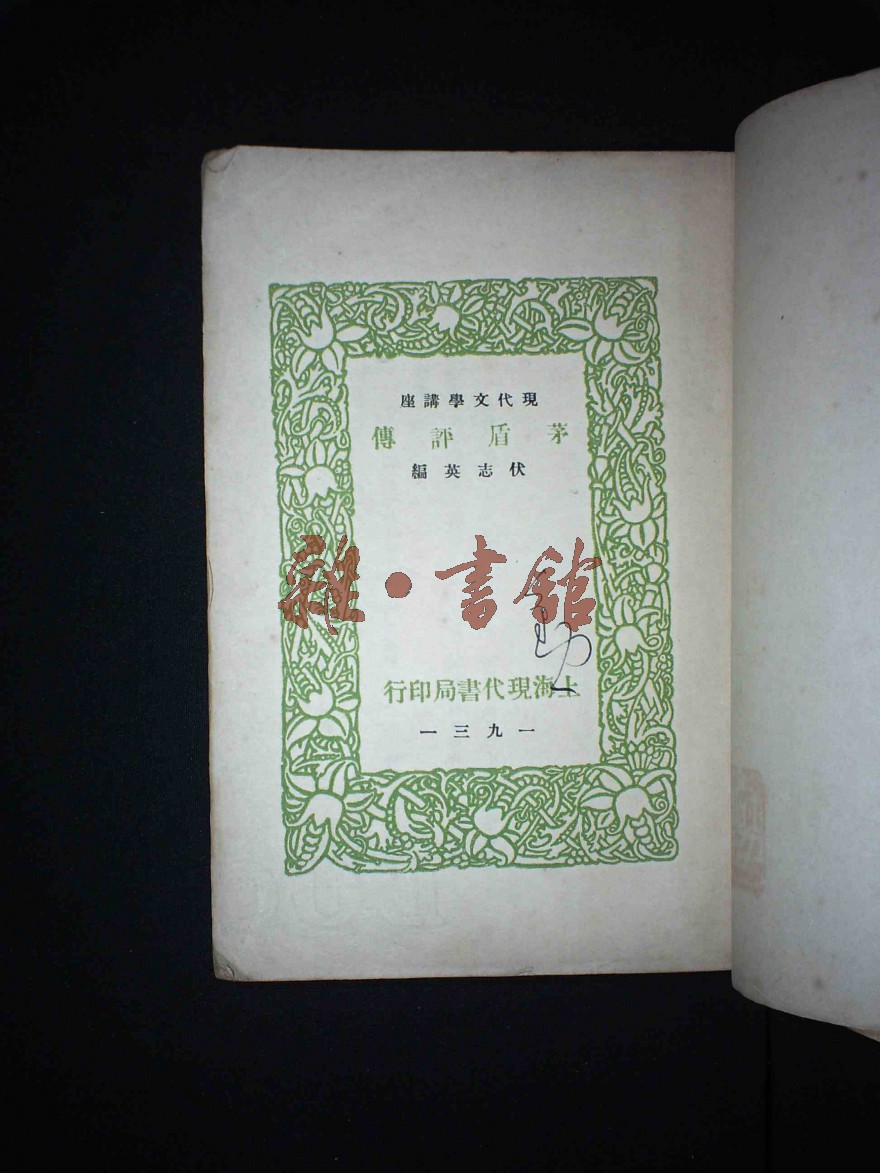 現代文學講座
茅盾評傳
伏志英編
雜·書館
上海現代書局印行
一九三一